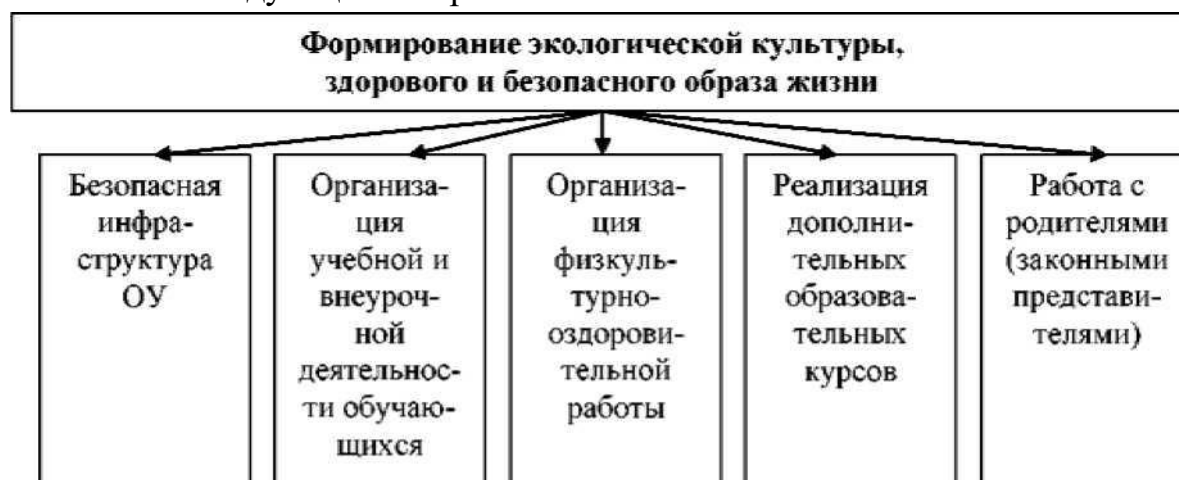 Формирование экологической культуры,
здорового и безопасного образа жизни
Безопасная
инфра-
структура
ОУ
Организа-
ция
учебной и
внеуроч-
ной
деятельнос-
ти обучаю-
щихся
Организа-
ция
физкуль-
турно-
оздорови-
тельной
работы
Реализация
дополни-
тельных
образова-
тельных
курсов
Работа с
родителями
(законными
представи-
телями)